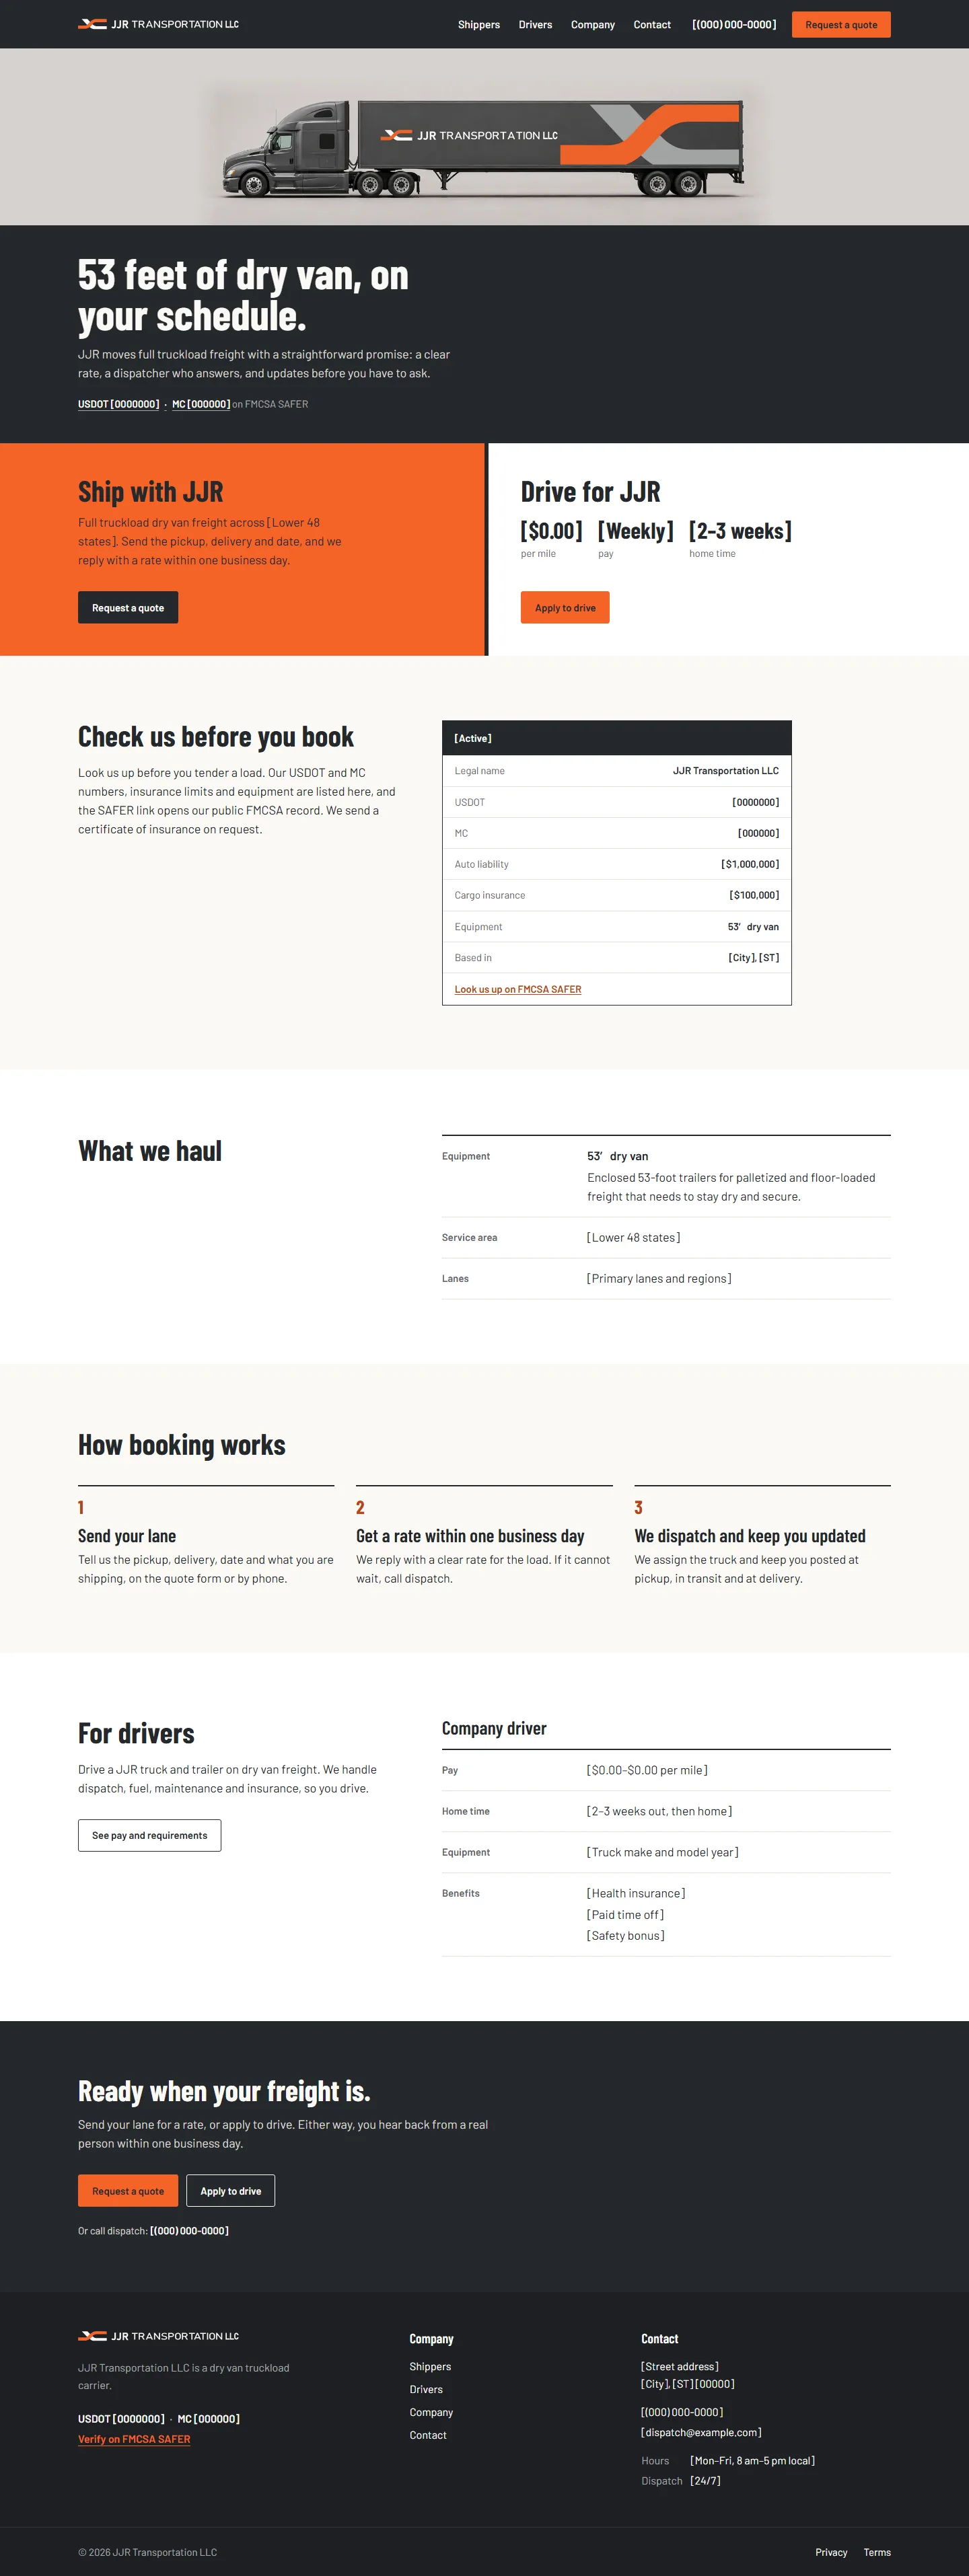 JJR TRANSPORTATION LLC
Shippers Drivers Company Contact [(000) 000-0000] Request a quote
JJR TRANSPORTATION LLC
53 feet of dry van, on
your schedule.
JJR moves full truckload freight with a straightforward promise: a clear
rate, a dispatcher who answers, and updates before you have to ask.
USDOT [0000000] · MC [000000] on FMCSA SAFER
Ship with JJR
Full truckload dry van freight across [Lower 48
states]. Send the pickup, delivery and date, and we
reply with a rate within one business day.
Request a quote
Drive for JJR
[$0.00] [Weekly] [2–3 weeks]
per mile pay home time
Apply to drive
Check us before you book
Look us up before you tender a load. Our USDOT and MC
numbers, insurance limits and equipment are listed here, and
the SAFER link opens our public FMCSA record. We send a
certificate of insurance on request.
[Active]
Legal name JJR Transportation LLC
USDOT [0000000]
MC [000000]
Auto liability [$1,000,000]
Cargo insurance [$100,000]
Equipment 53′ dry van
Based in [City], [ST]
Look us up on FMCSA SAFER
What we haul
Equipment 53′ dry van
Enclosed 53-foot trailers for palletized and floor-loaded
freight that needs to stay dry and secure.
Service area [Lower 48 states]
Lanes [Primary lanes and regions]
How booking works
1
Send your lane
Tell us the pickup, delivery, date and what you are
shipping, on the quote form or by phone.
2
Get a rate within one business day
We reply with a clear rate for the load. If it cannot
wait, call dispatch.
3
We dispatch and keep you updated
We assign the truck and keep you posted at
pickup, in transit and at delivery.
For drivers
Drive a JJR truck and trailer on dry van freight. We handle
dispatch, fuel, maintenance and insurance, so you drive.
See pay and requirements
Company driver
Pay [$0.00–$0.00 per mile]
Home time [2–3 weeks out, then home]
Equipment [Truck make and model year]
Benefits [Health insurance]
[Paid time off]
[Safety bonus]
Ready when your freight is.
Send your lane for a rate, or apply to drive. Either way, you hear back from a real
person within one business day.
Request a quote Apply to drive
Or call dispatch: [(000) 000-0000]
JJR TRANSPORTATION LLC
JJR Transportation LLC is a dry van truckload
carrier.
USDOT [0000000] · MC [000000]
Verify on FMCSA SAFER
Company
Shippers
Drivers
Company
Contact
Contact
[Street address]
[City], [ST] [00000]
[(000) 000-0000]
[dispatch@example.com]
Hours [Mon–Fri, 8 am–5 pm local]
Dispatch [24/7]
© 2026 JJR Transportation LLC
Privacy Terms